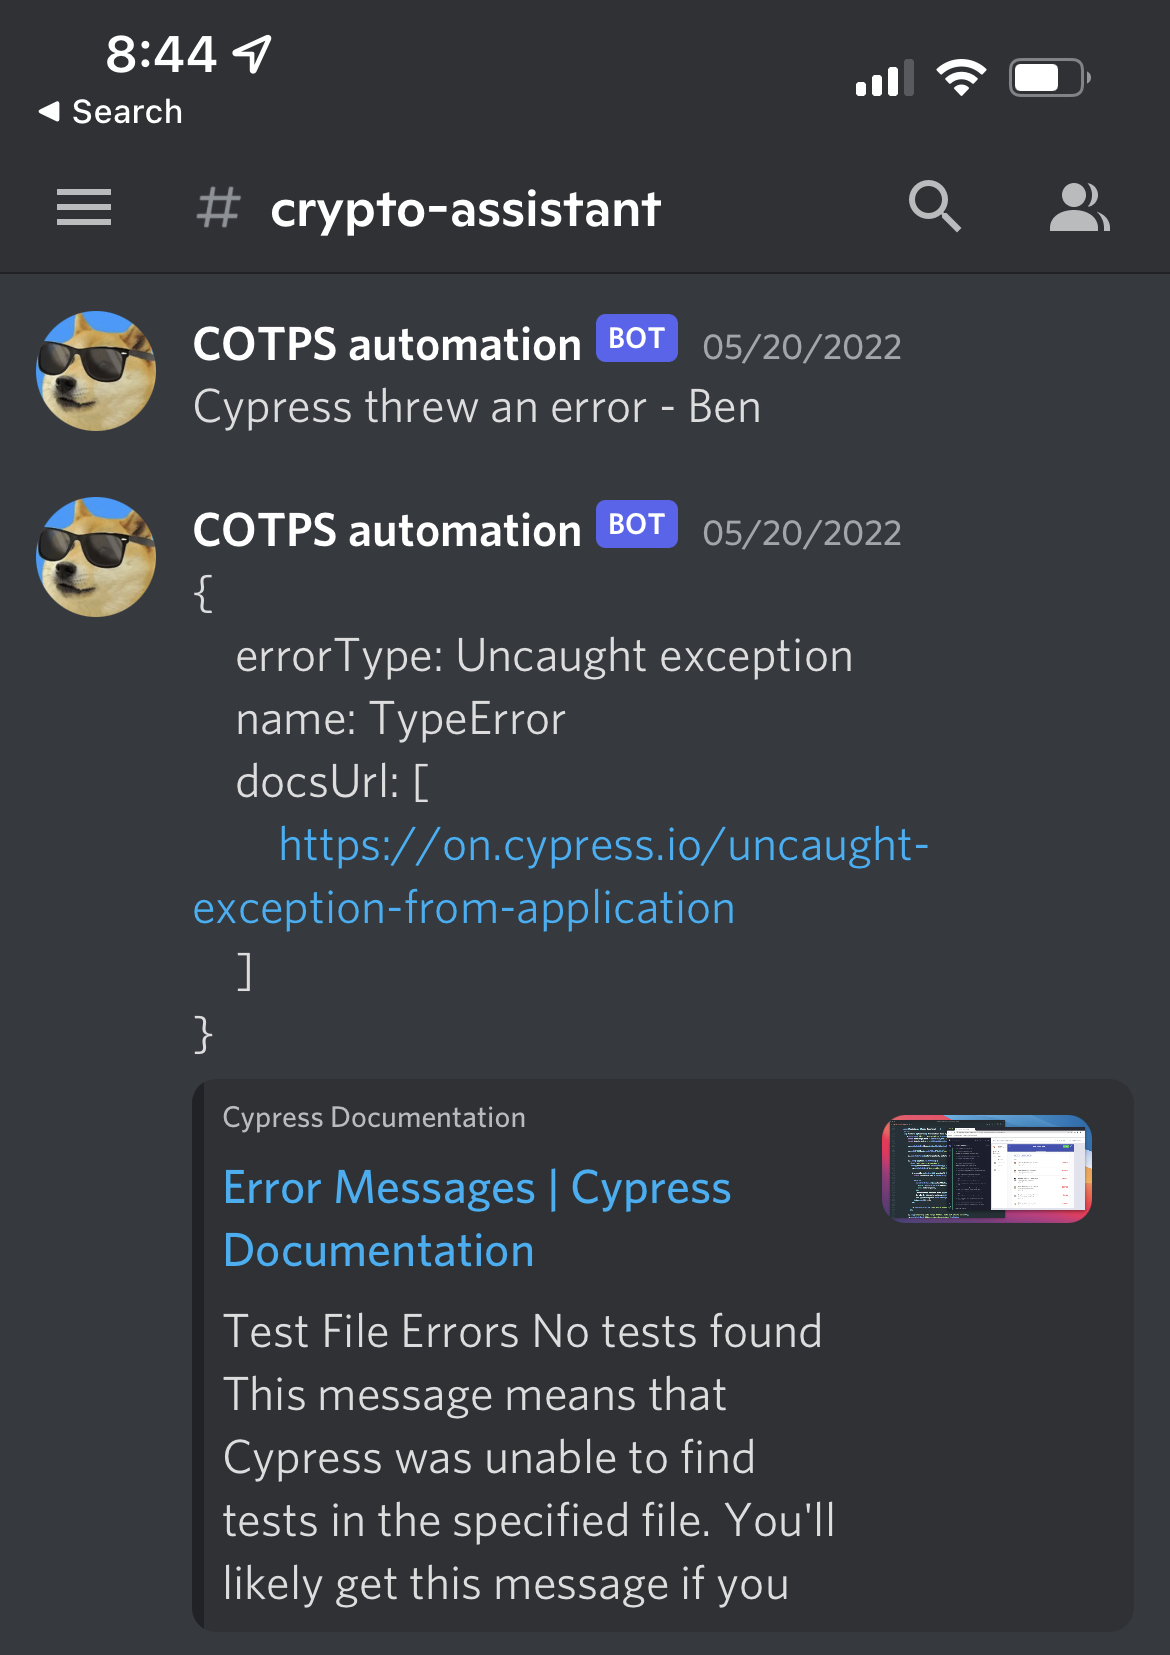 8:44
Search
# crypto-assistant
COTPS automation BOT 05/20/2022
Cypress threw an error - Ben
COTPS automation BOT 05/20/2022
{
errorType: Uncaught exception
name: TypeError
docsUrl: [
https://on.cypress.io/uncaught-
exception-from-application
]
}
Cypress Documentation
Error Messages | Cypress
Documentation
Test File Errors No tests found
This message means that
Cypress was unable to find
tests in the specified file. You'll
likely get this message if you